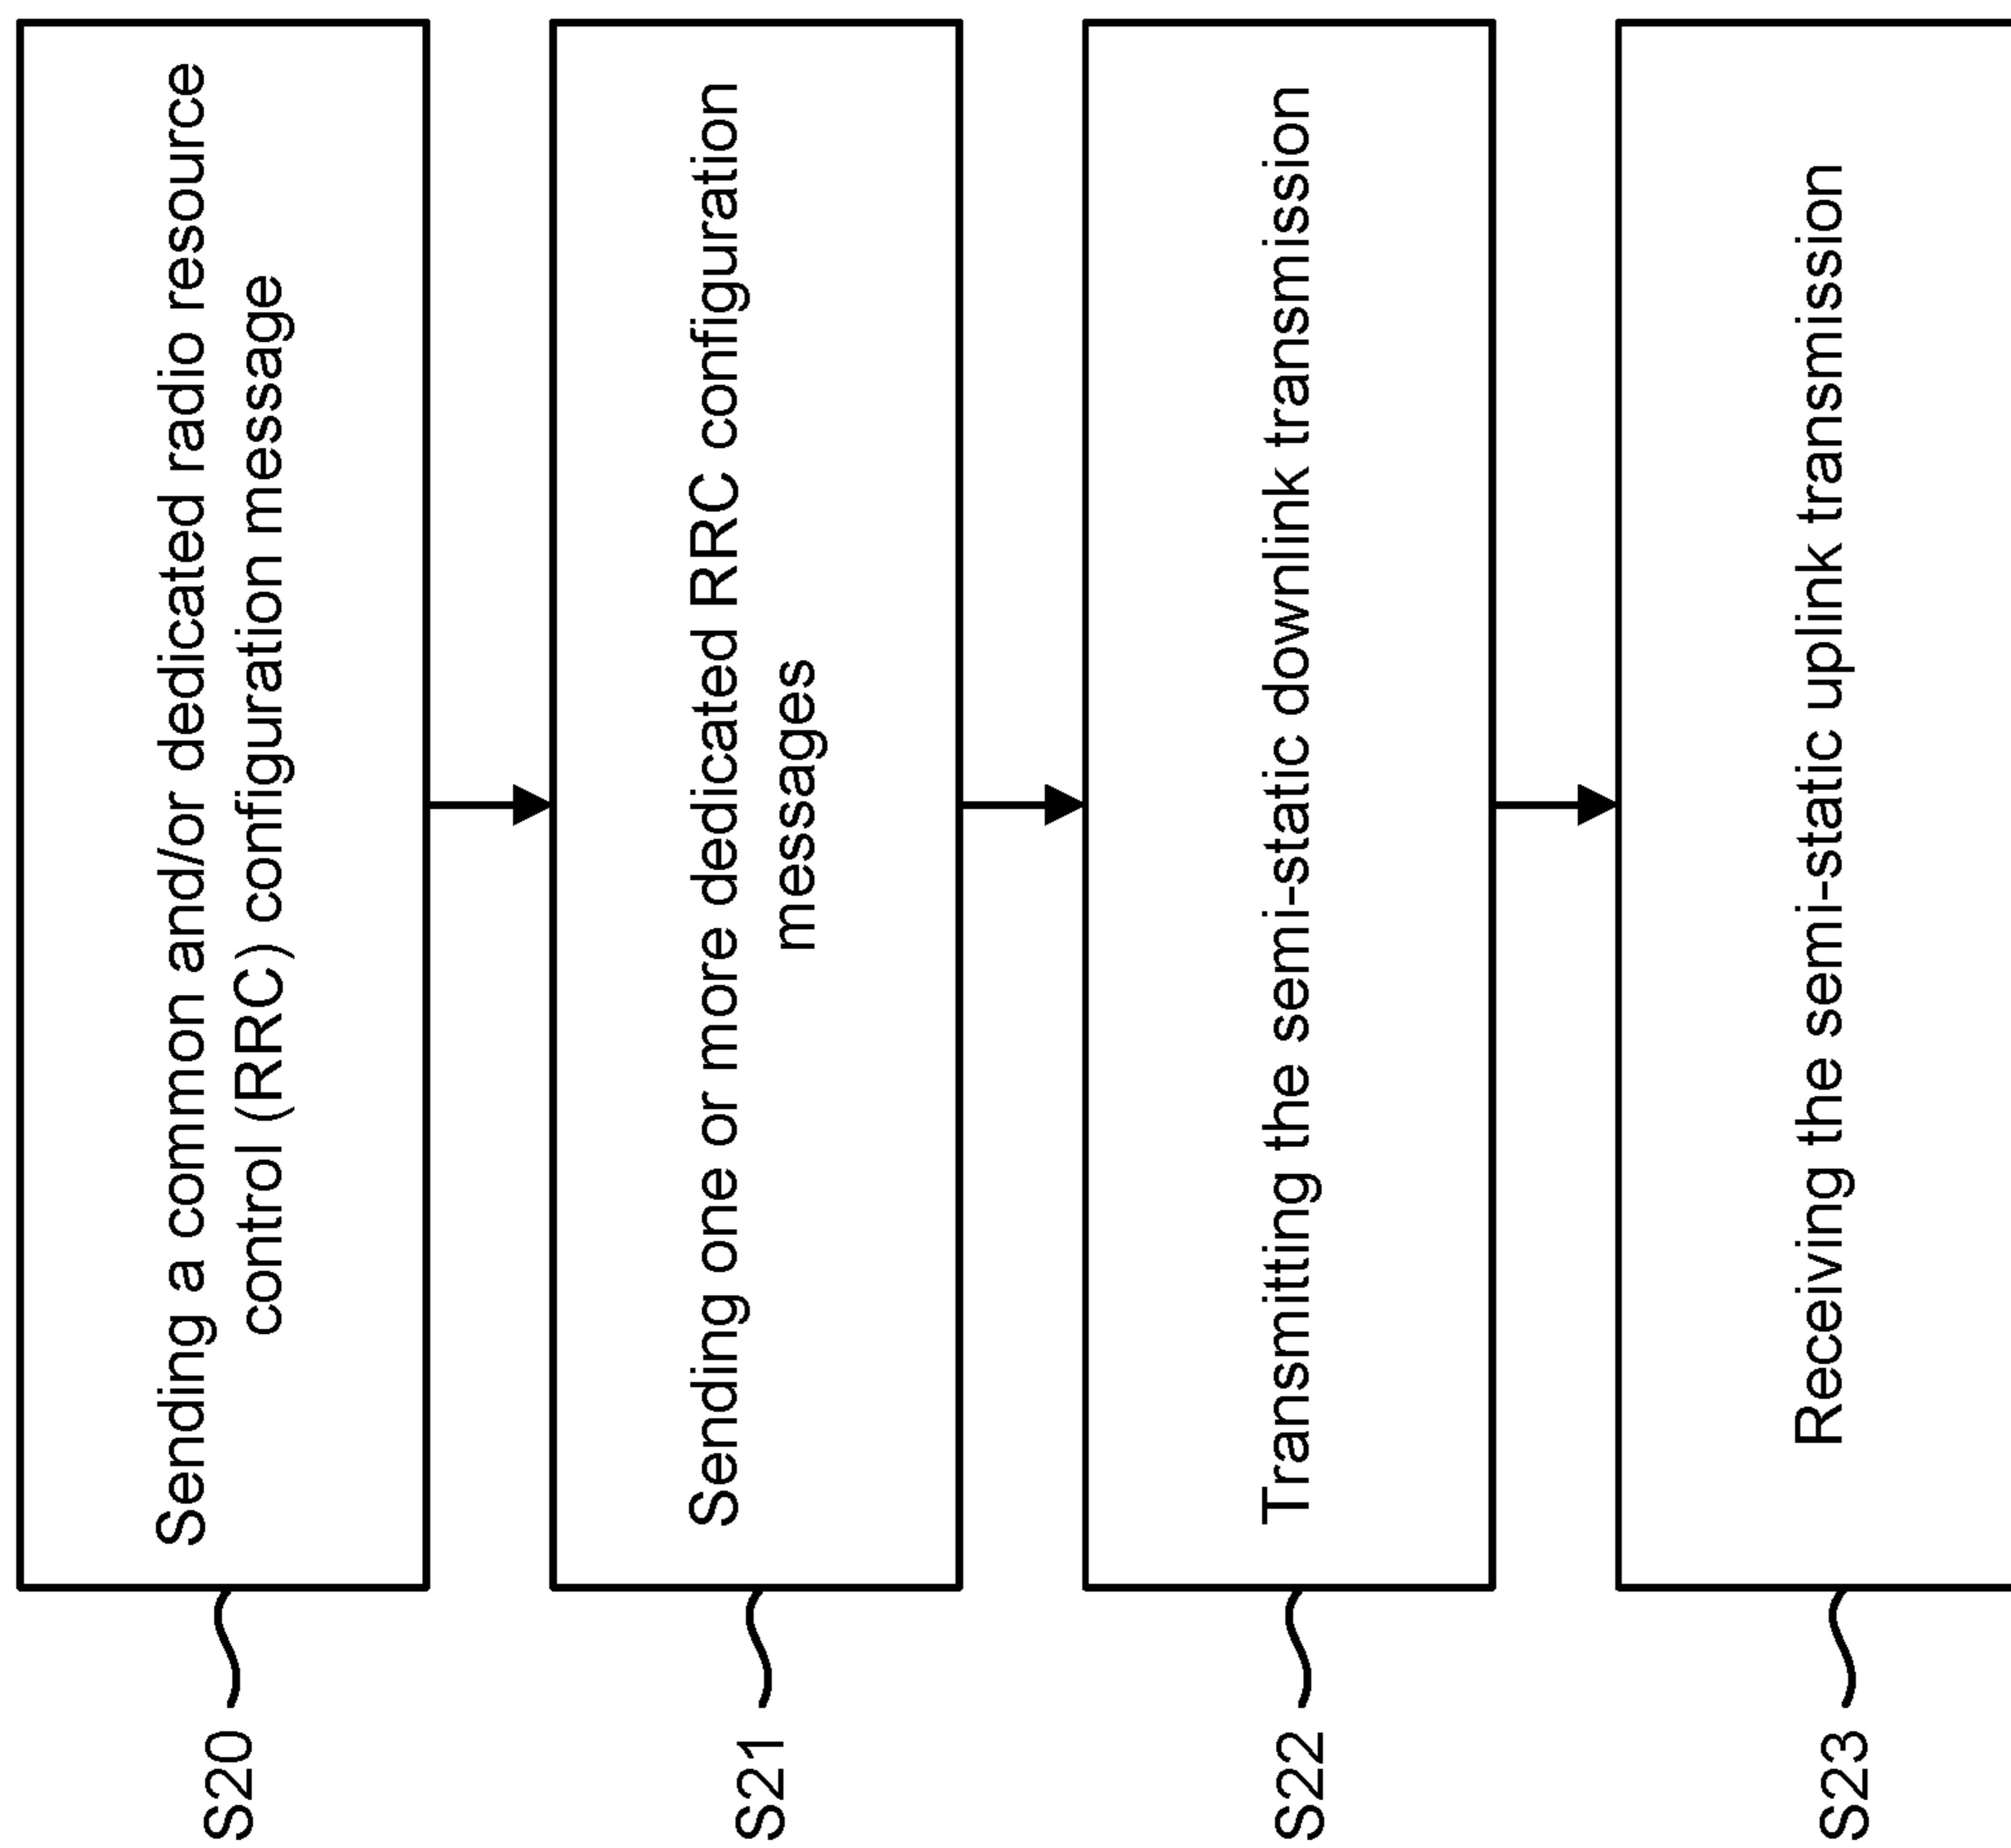 S20
Sending a common and/or dedicated radio resource
control (RRC) configuration message
S21
Sending one or more dedicated RRC configuration
messages
S22
Transmitting the semi-static downlink transmission
S23
Receiving the semi-static uplink transmission